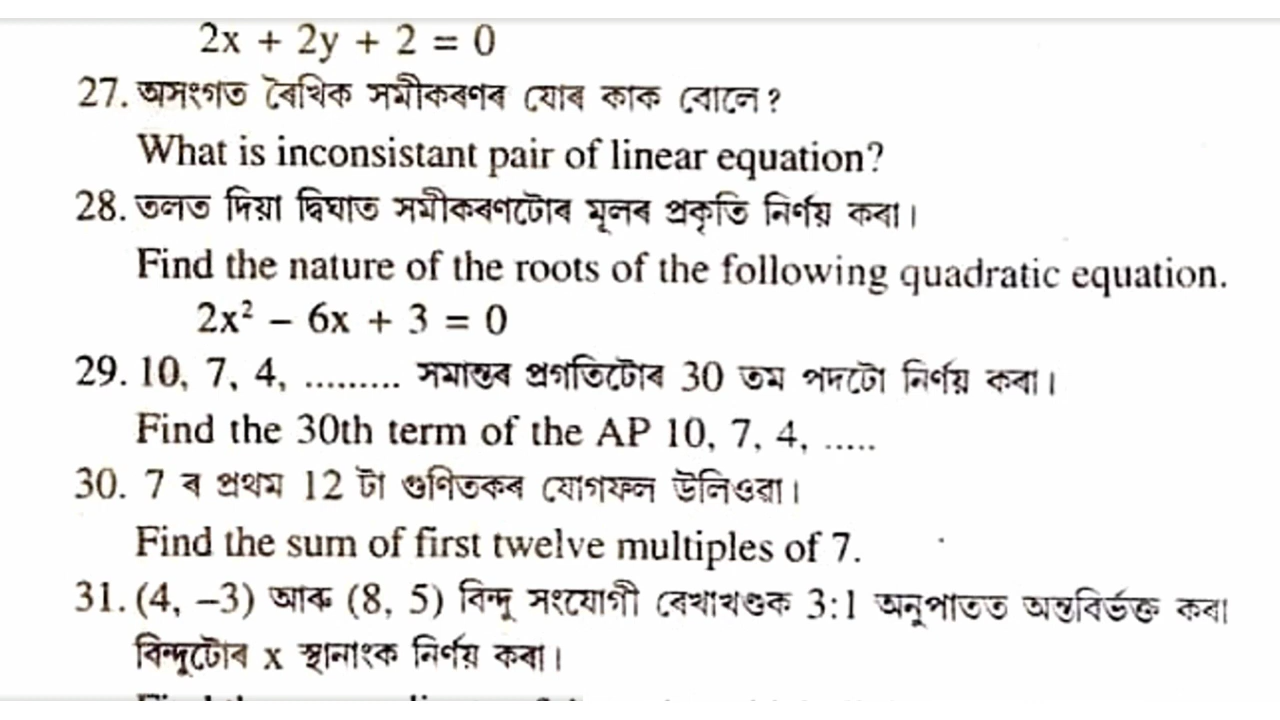 2x + 2y + 2 = 0
27. অসংগত ৰৈখিক সমীকৰণৰ যোৰ কাক বোলে?
What is inconsistant pair of linear equation?
28. তলত দিয়া দ্বিঘাত সমীকৰণটোৰ মূলৰ প্ৰকৃতি নিৰ্ণয় কৰা।
Find the nature of the roots of the following quadratic equation.
2x² – 6x + 3 = 0
29. 10, 7, 4, ......... সমান্তৰ প্ৰগতিটোৰ 30 তম পদটো নিৰ্ণয় কৰা।
Find the 30th term of the AP 10, 7, 4, .....
30. 7 ৰ প্ৰথম 12 টা গুণিতকৰ যোগফল উলিওৱা।
Find the sum of first twelve multiples of 7.
31. (4, –3) আৰু (8, 5) বিন্দু সংযোগী ৰেখাখণ্ডক 3:1 অনুপাতত অন্তৰ্বিভক্ত কৰা
বিন্দুটোৰ x স্থানাংক নিৰ্ণয় কৰা।